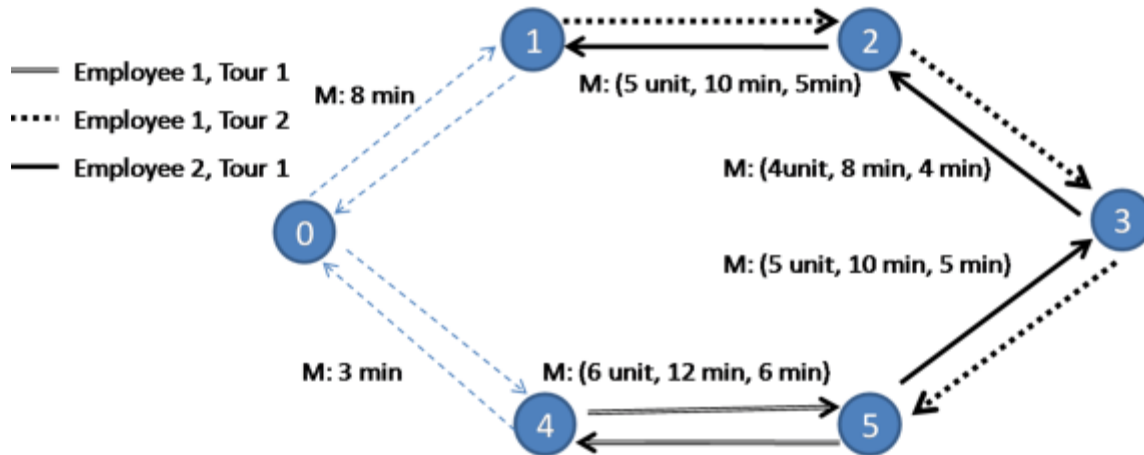 Employee 1, Tour 1
Employee 1, Tour 2
Employee 2, Tour 1
1
2
M: 8 min
M: (5 unit, 10 min, 5min)
M: (4unit, 8 min, 4 min)
0
3
M: (5 unit, 10 min, 5 min)
M: 3 min
M: (6 unit, 12 min, 6 min)
4
5